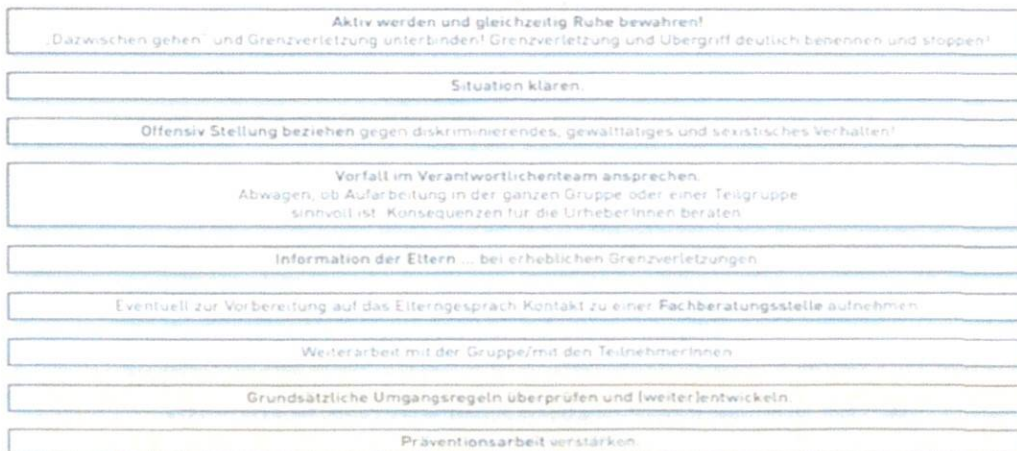 Aktiv werden und gleichzeitig Ruhe bewahren!
„Dazwischen gehen“ und Grenzverletzung unterbinden! Grenzverletzung und Übergriff deutlich benennen und stoppen!
Situation klären.
Offensiv Stellung beziehen gegen diskriminierendes, gewalttätiges und sexistisches Verhalten!
Vorfall im Verantwortlichenteam ansprechen.
Abwägen, ob Aufarbeitung in der ganzen Gruppe oder einer Teilgruppe
sinnvoll ist. Konsequenzen für die UrheberInnen beraten.
Information der Eltern ... bei erheblichen Grenzverletzungen
Eventuell zur Vorbereitung auf das Elterngespräch Kontakt zu einer Fachberatungsstelle aufnehmen.
Weiterarbeit mit der Gruppe/mit den TeilnehmerInnen
Grundsätzliche Umgangsregeln überprüfen und (weiter)entwickeln.
Präventionsarbeit verstärken.